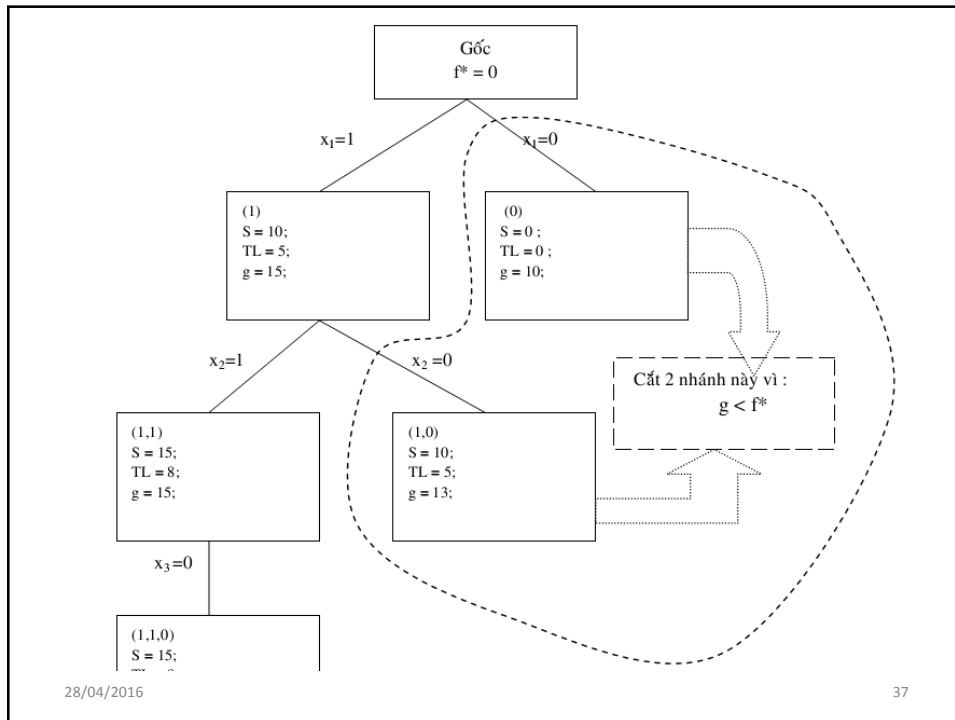 Gốc
f* = 0
x₁=1
x₁=0
(1)
S = 10;
TL = 5;
g = 15;
(0)
S = 0 ;
TL = 0 ;
g = 10;
x₂=1
x₂ =0
Cắt 2 nhánh này vì :
g < f*
(1,1)
S = 15;
TL = 8;
g = 15;
(1,0)
S = 10;
TL = 5;
g = 13;
x₃=0
(1,1,0)
S = 15;
28/04/2016
37